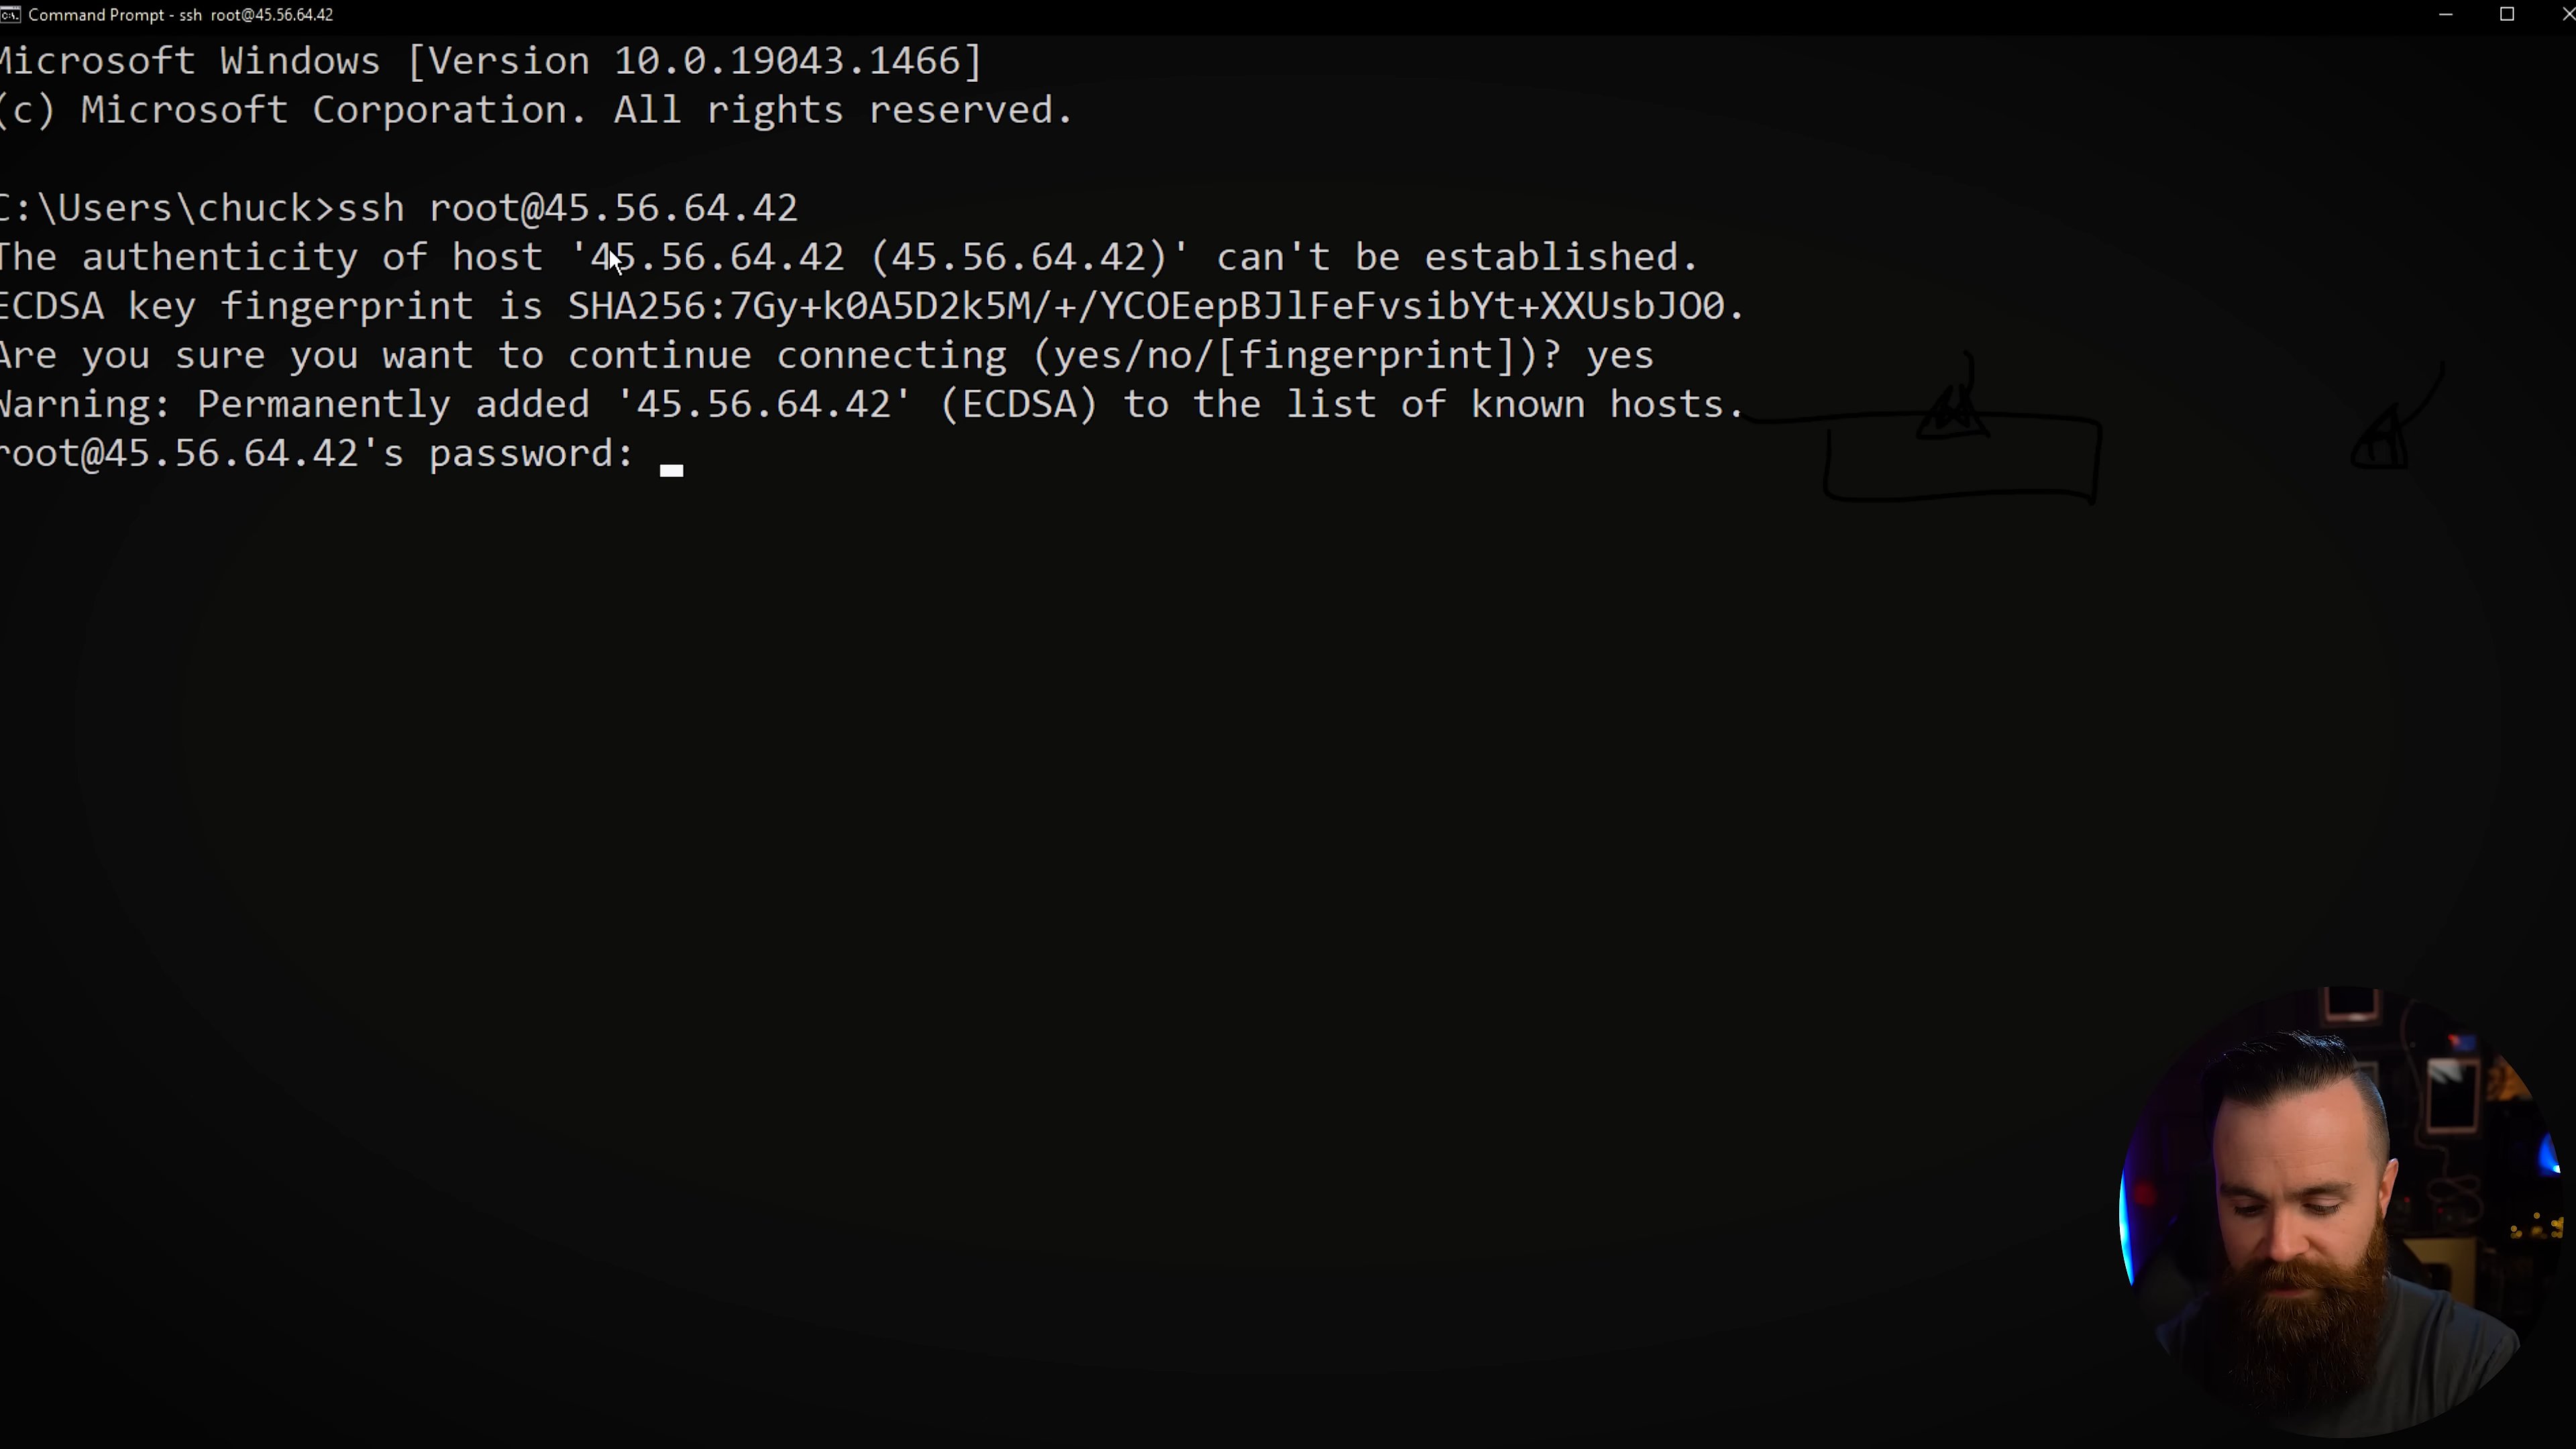 Command Prompt - ssh root@45.56.64.42
Microsoft Windows [Version 10.0.19043.1466]
(c) Microsoft Corporation. All rights reserved.
C:\Users\chuck>ssh root@45.56.64.42
The authenticity of host '45.56.64.42 (45.56.64.42)' can't be established.
ECDSA key fingerprint is SHA256:7Gy+k0A5D2k5M/+/YCOEepBJlFeFvsibYt+XXUsbJO0.
Are you sure you want to continue connecting (yes/no/[fingerprint])? yes
Warning: Permanently added '45.56.64.42' (ECDSA) to the list of known hosts.
root@45.56.64.42's password: